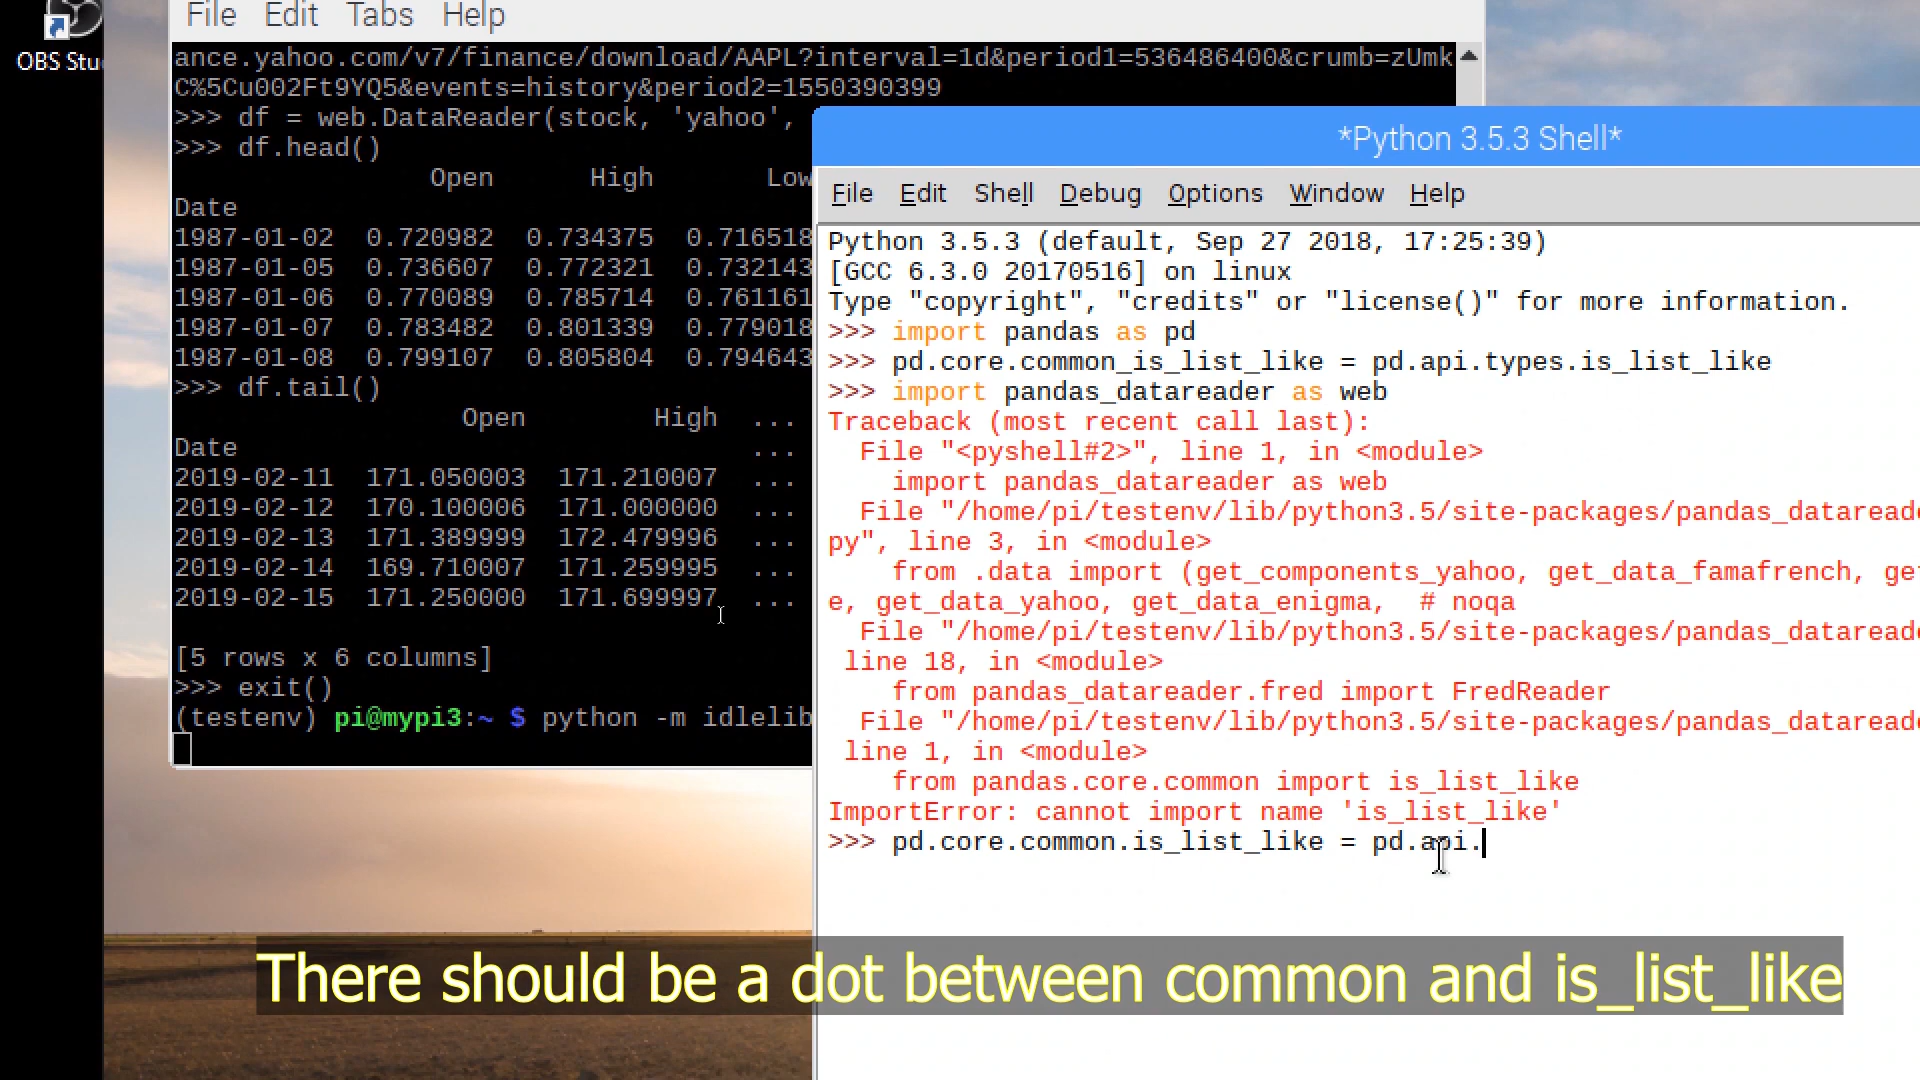 OBS Stu
File Edit Tabs Help
ance.yahoo.com/v7/finance/download/AAPL?interval=1d&period1=536486400&crumb=zUmk
C%5Cu002Ft9YQ5&events=history&period2=1550390399
>>> df = web.DataReader(stock, 'yahoo',
>>> df.head()
Open High Low
Date
1987-01-02 0.720982 0.734375 0.716518
1987-01-05 0.736607 0.772321 0.732143
1987-01-06 0.770089 0.785714 0.761161
1987-01-07 0.783482 0.801339 0.779018
1987-01-08 0.799107 0.805804 0.794643
>>> df.tail()
Open High ...
Date ...
2019-02-11 171.050003 171.210007 ...
2019-02-12 170.100006 171.000000 ...
2019-02-13 171.389999 172.479996 ...
2019-02-14 169.710007 171.259995 ...
2019-02-15 171.250000 171.699997 ...
[5 rows x 6 columns]
>>> exit()
(testenv) pi@mypi3:~ $ python -m idlelib
*Python 3.5.3 Shell*
File Edit Shell Debug Options Window Help
Python 3.5.3 (default, Sep 27 2018, 17:25:39)
[GCC 6.3.0 20170516] on linux
Type "copyright", "credits" or "license()" for more information.
>>> import pandas as pd
>>> pd.core.common_is_list_like = pd.api.types.is_list_like
>>> import pandas_datareader as web
Traceback (most recent call last):
File "<pyshell#2>", line 1, in <module>
import pandas_datareader as web
File "/home/pi/testenv/lib/python3.5/site-packages/pandas_dataread
py", line 3, in <module>
from .data import (get_components_yahoo, get_data_famafrench, ge
e, get_data_yahoo, get_data_enigma, # noqa
File "/home/pi/testenv/lib/python3.5/site-packages/pandas_dataread
line 18, in <module>
from pandas_datareader.fred import FredReader
File "/home/pi/testenv/lib/python3.5/site-packages/pandas_dataread
line 1, in <module>
from pandas.core.common import is_list_like
ImportError: cannot import name 'is_list_like'
>>> pd.core.common.is_list_like = pd.api.
There should be a dot between common and is_list_like